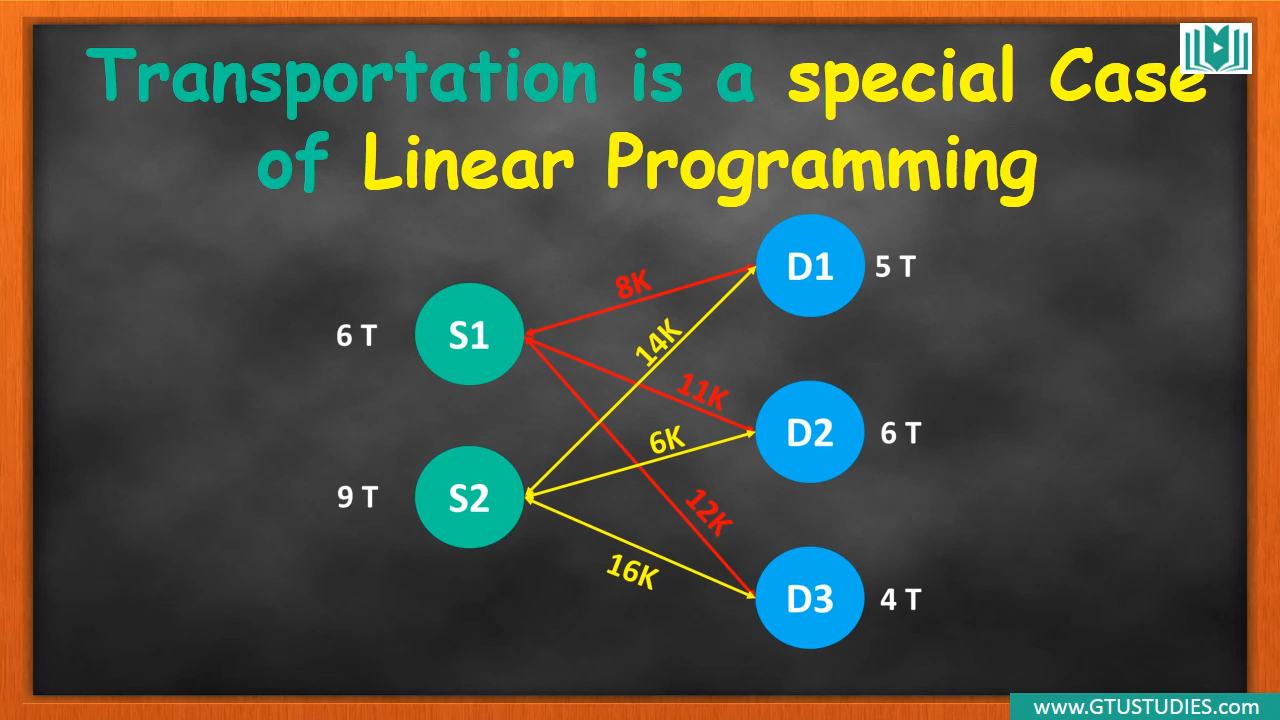 Transportation is a special Case
of Linear Programming
D1 5 T
8K
6 T S1
14K
11K
6K
D2 6 T
9 T S2
12K
16K
D3 4 T
www.GTUSTUDIES.com